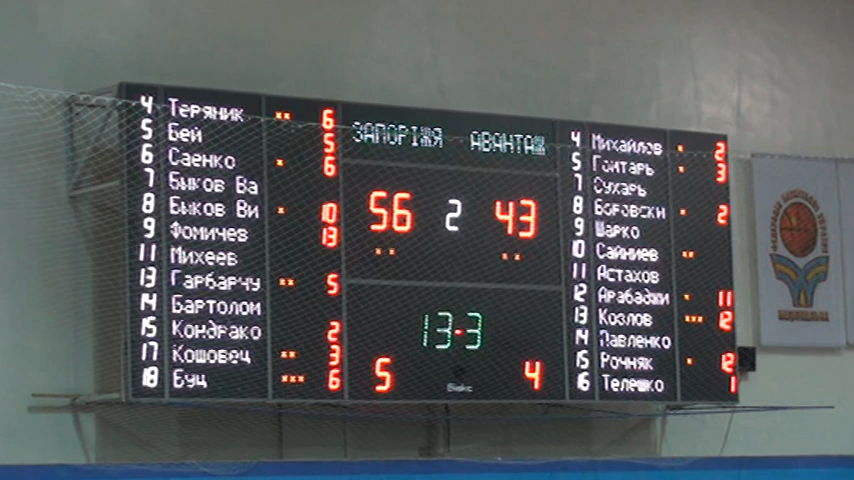 ЗАПОРІЖЯ АВАНТАЖ
56 2 43
** **
13-3
5 4
4 Теряник ** 6
5 Бей 5
6 Саенко * 6
7 Быков Ва
8 Быков Ви * 10
9 Фомичев 13
11 Михеев
13 Гарбарчу ** 5
14 Бартолом
15 Кондрако 2
17 Кошовец ** 3
18 Буц *** 6
4 Михайлов * 2
5 Гонтарь * 3
7 Сухарь
8 Боровски * 2
9 Шарко
10 Сайниев **
11 Астахов
12 Арабаджи * 11
13 Козлов *** 12
14 Павленко
15 Рочняк * 12
16 Телешко 1